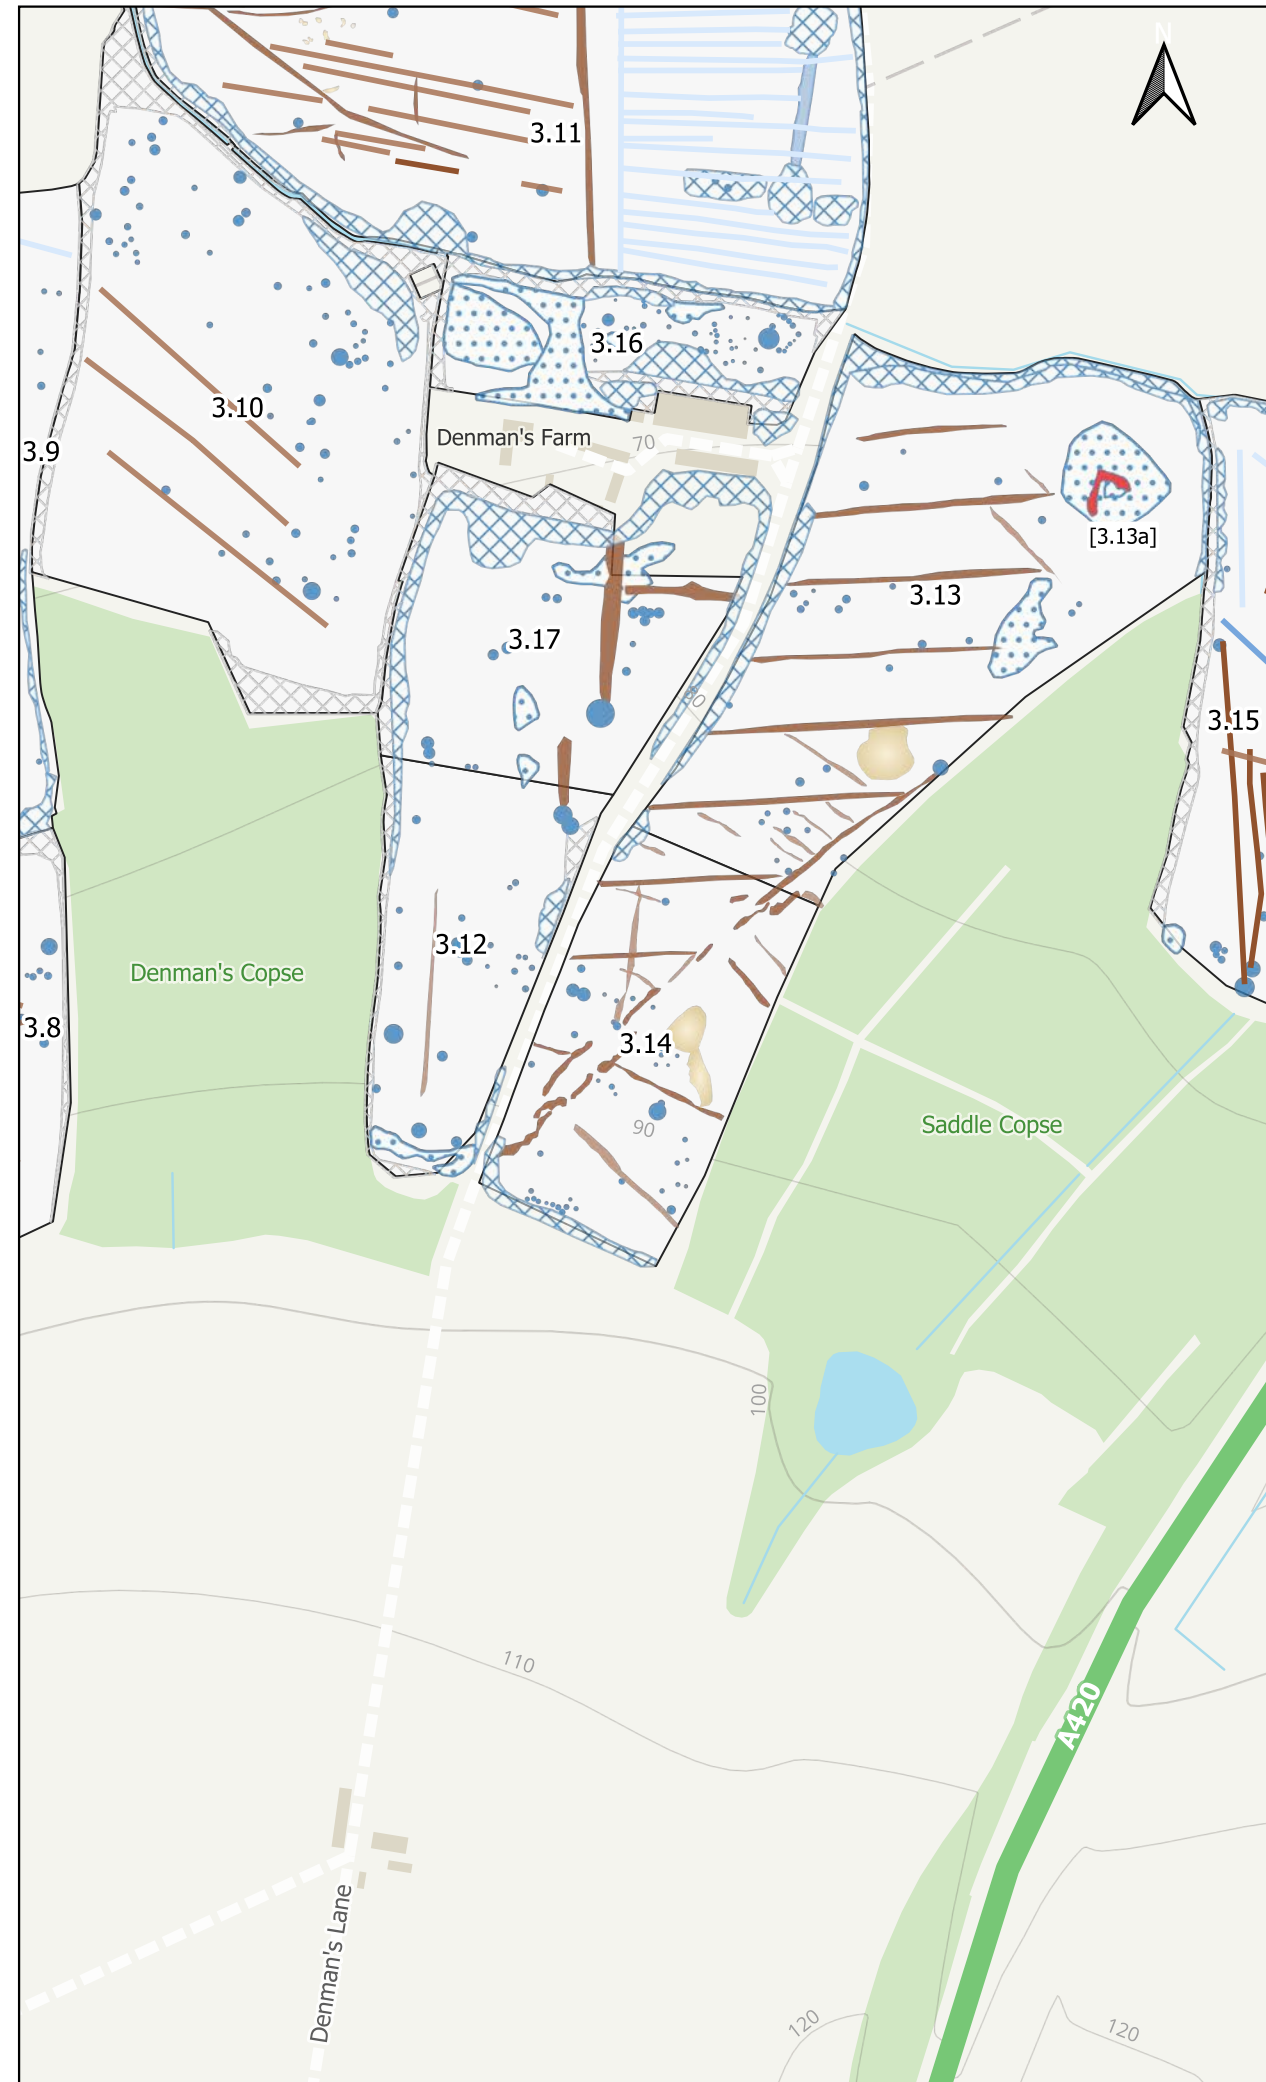 N
3.11
3.16
3.10
Denman's Farm
70
3.9
[3.13a]
3.13
3.17
80
3.15
3.12
Denman's Copse
3.8
3.14
90
Saddle Copse
100
110
A420
Denman's Lane
120
120